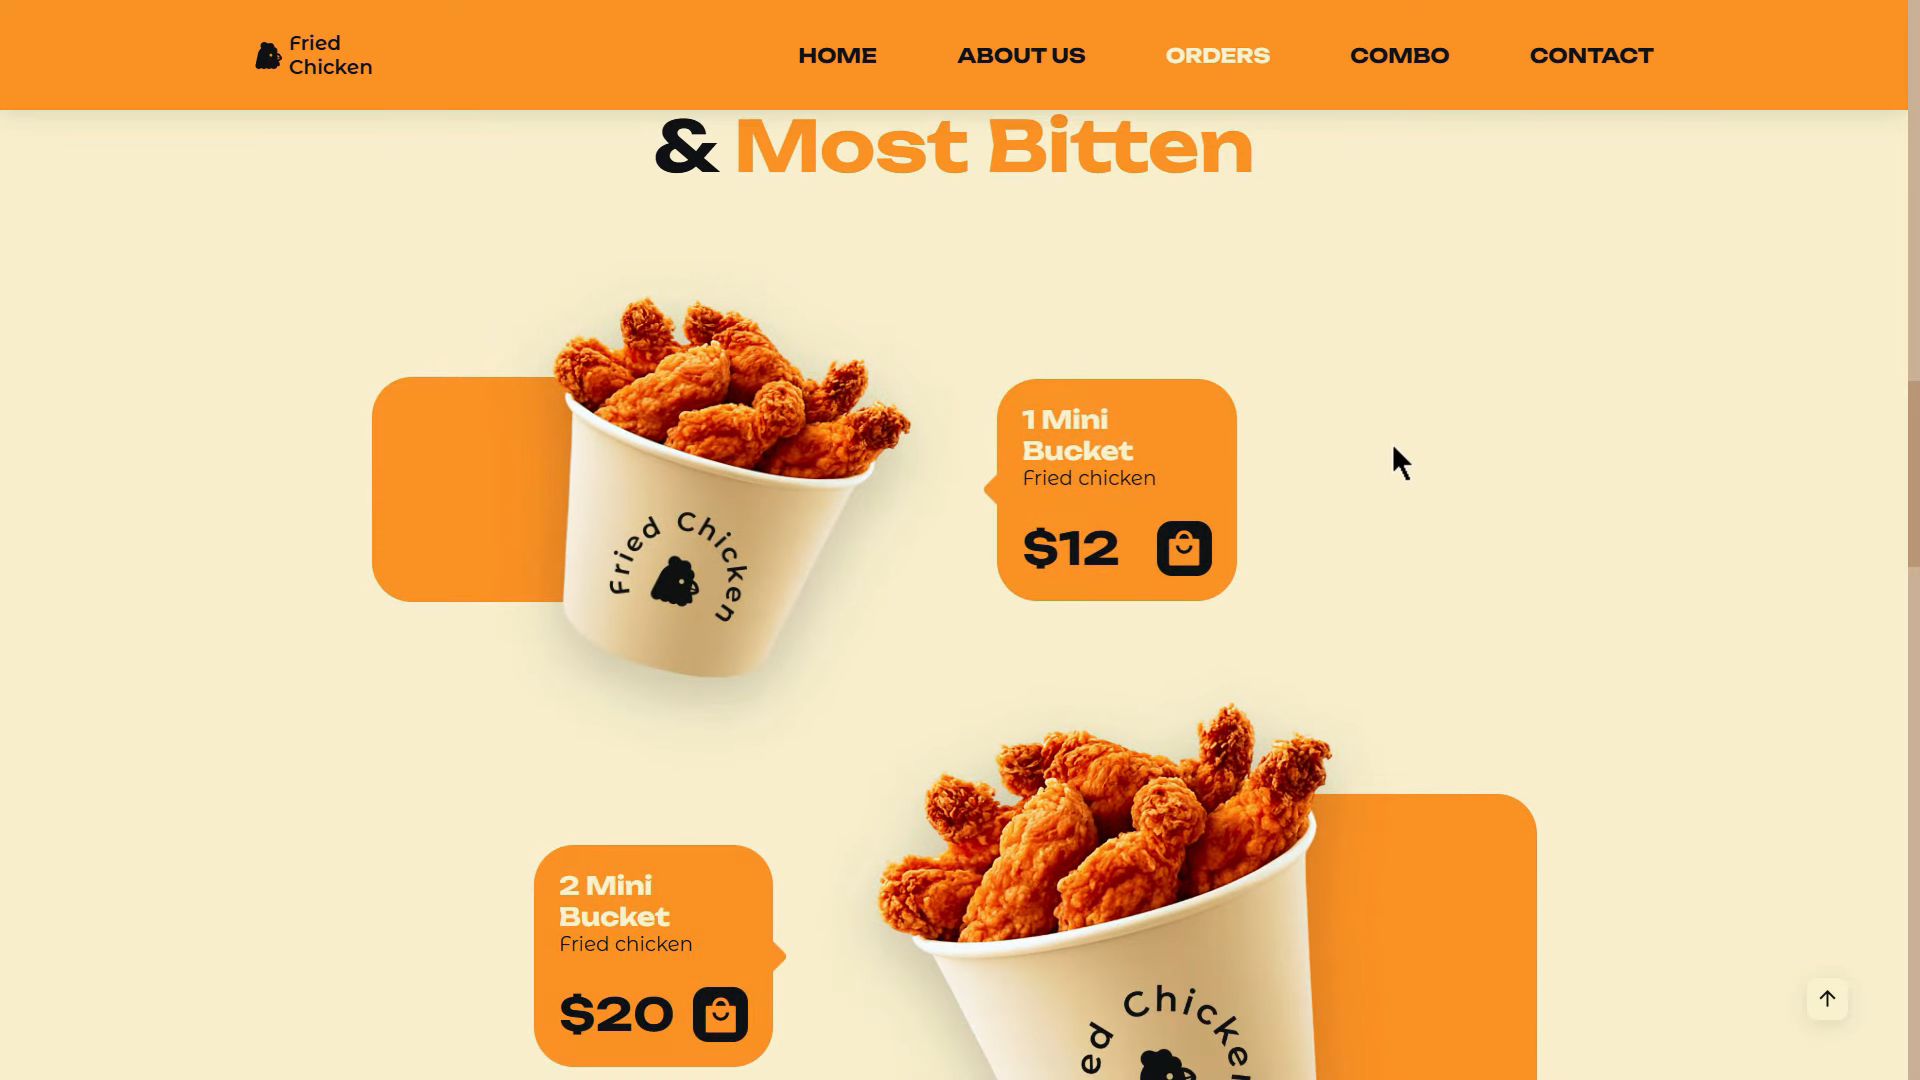 Fried
Chicken
HOME
ABOUT US
ORDERS
COMBO
CONTACT
& Most Bitten
Fried Chicken
1 Mini
Bucket
Fried chicken
$12
2 Mini
Bucket
Fried chicken
$20
ed Chicken